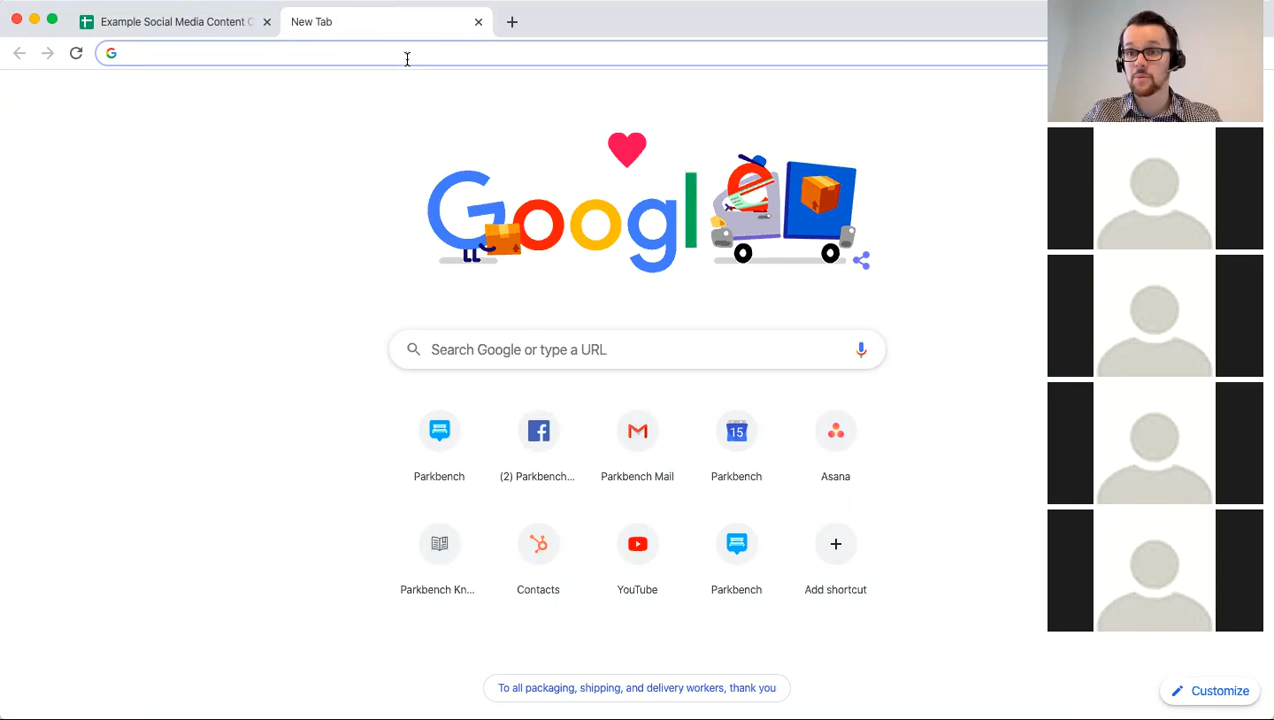 Example Social Media Content C
New Tab
Google
Search Google or type a URL
15
Parkbench
(2) Parkbench...
Parkbench Mail
Parkbench
Asana
Parkbench Kn...
Contacts
YouTube
Parkbench
Add shortcut
To all packaging, shipping, and delivery workers, thank you
Customize